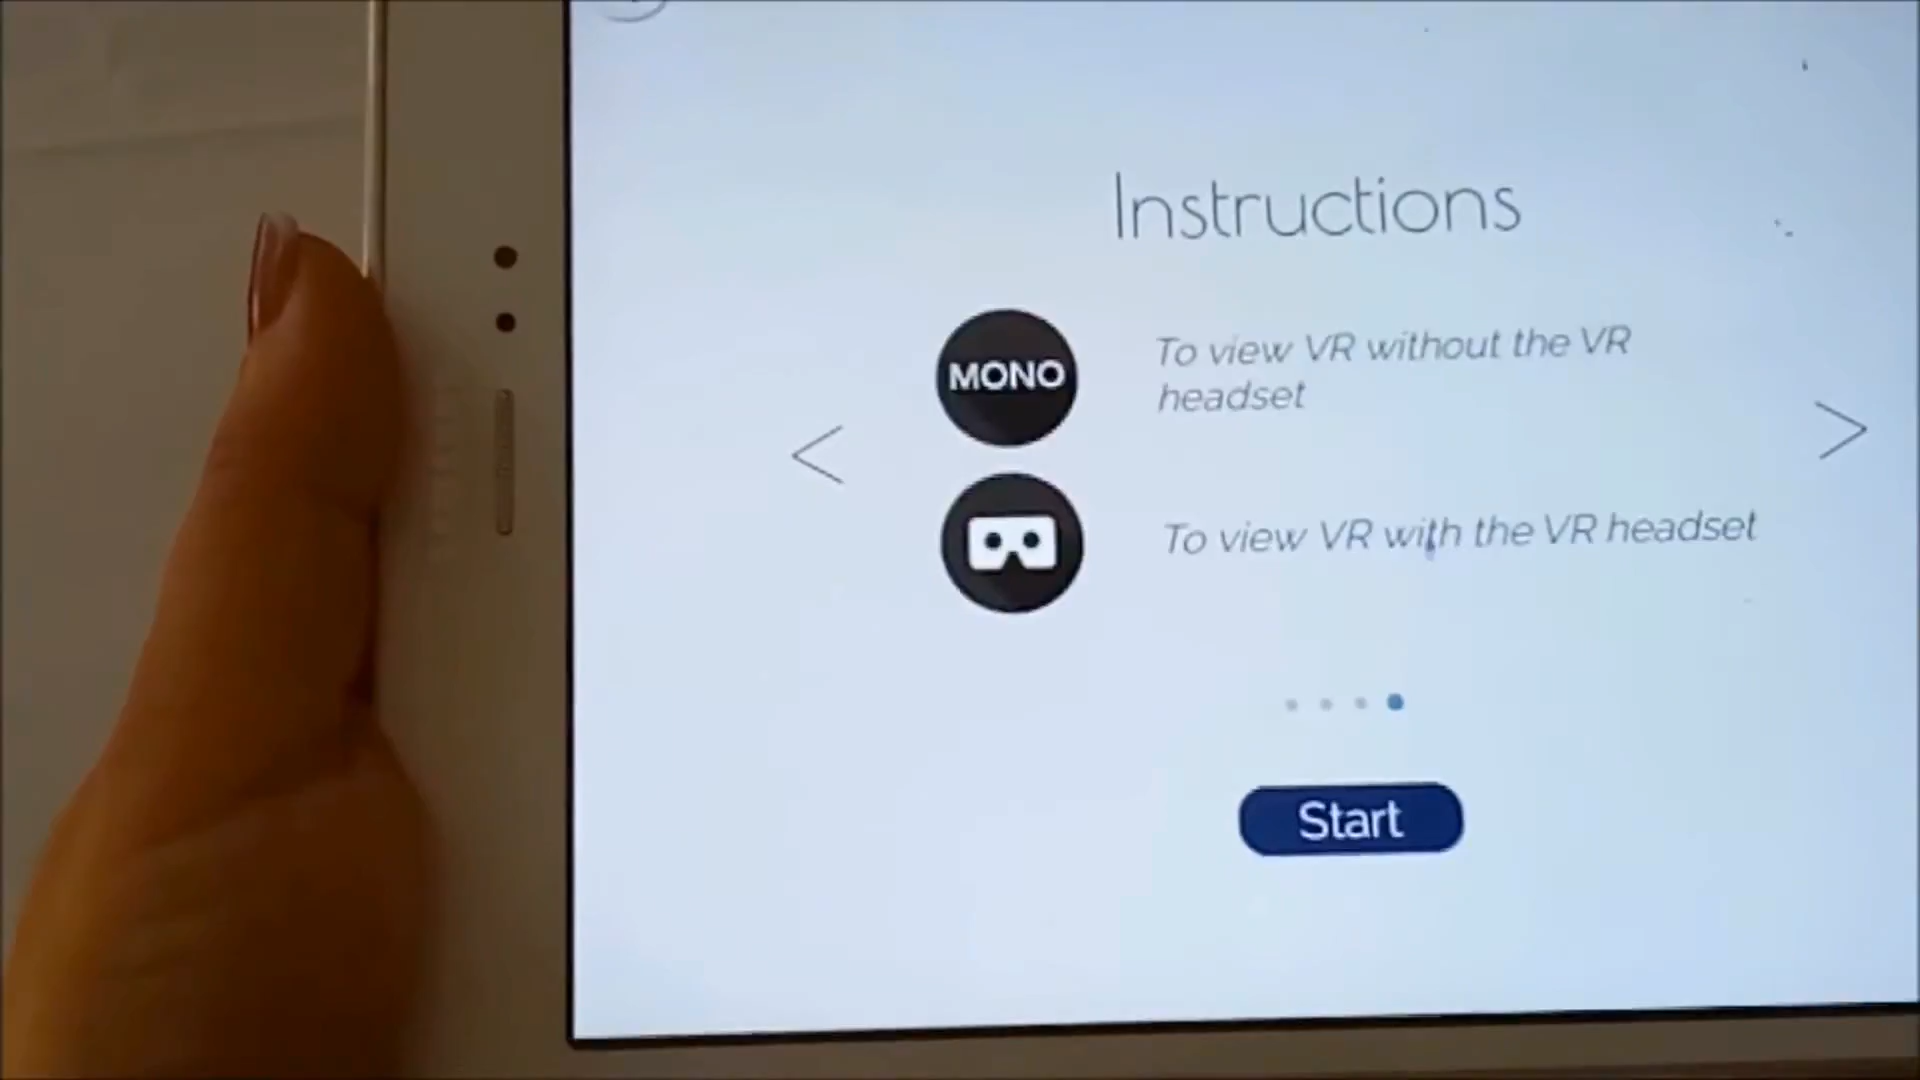 Instructions
MONO
To view VR without the VR
headset
To view VR with the VR headset
Start